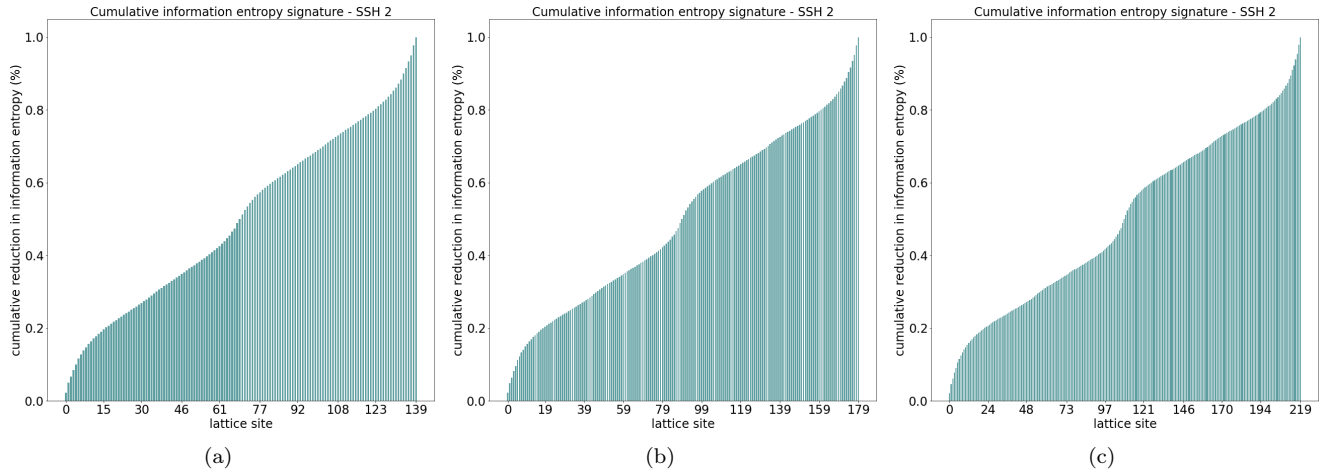 Cumulative information entropy signature - SSH 2
cumulative reduction in information entropy (%)
1.0
0.8
0.6
0.4
0.2
0.0
0 15 30 46 61 77 92 108 123 139
lattice site
(a)
Cumulative information entropy signature - SSH 2
cumulative reduction in information entropy (%)
1.0
0.8
0.6
0.4
0.2
0.0
0 19 39 59 79 99 119 139 159 179
lattice site
(b)
Cumulative information entropy signature - SSH 2
cumulative reduction in information entropy (%)
1.0
0.8
0.6
0.4
0.2
0.0
0 24 48 73 97 121 146 170 194 219
lattice site
(c)